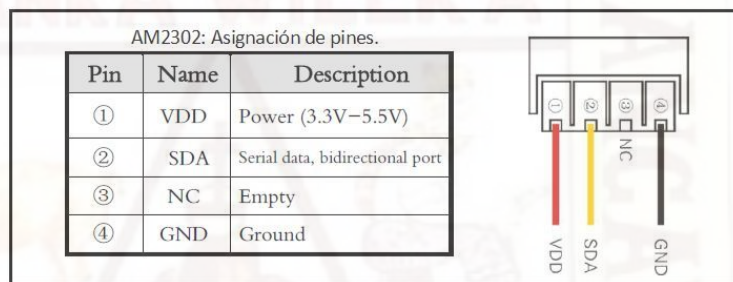 AM2302: Asignación de pines.
Pin Name Description
① VDD Power (3.3V−5.5V)
② SDA Serial data, bidirectional port
③ NC Empty
④ GND Ground
① ② ③ ④
NC
VDD SDA GND